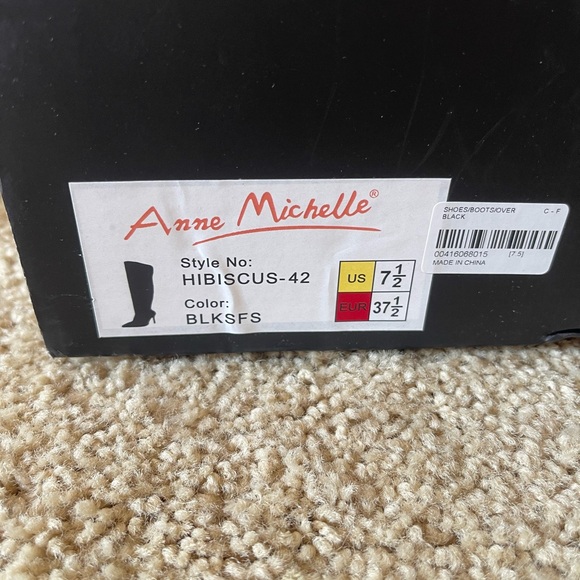 Anne Michelle®
Style No:
HIBISCUS-42
Color:
BLKSFS
US 7 1/2
EUR 37 1/2
SHOES/BOOTS/OVER C - F
BLACK
00416068015 [7.5]
MADE IN CHINA